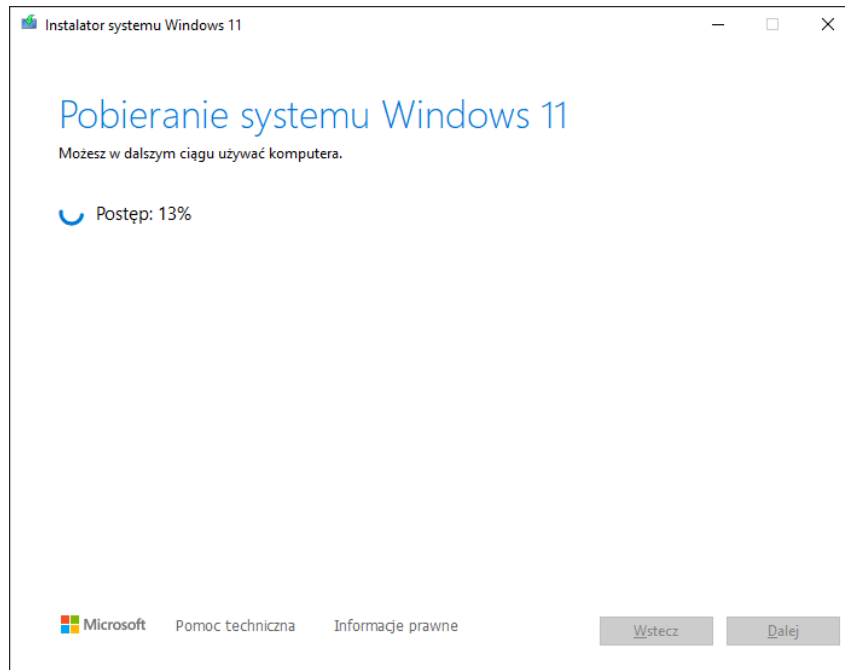 Instalator systemu Windows 11
Pobieranie systemu Windows 11
Możesz w dalszym ciągu używać komputera.
Postęp: 13%
Microsoft Pomoc techniczna Informacje prawne Wstecz Dalej